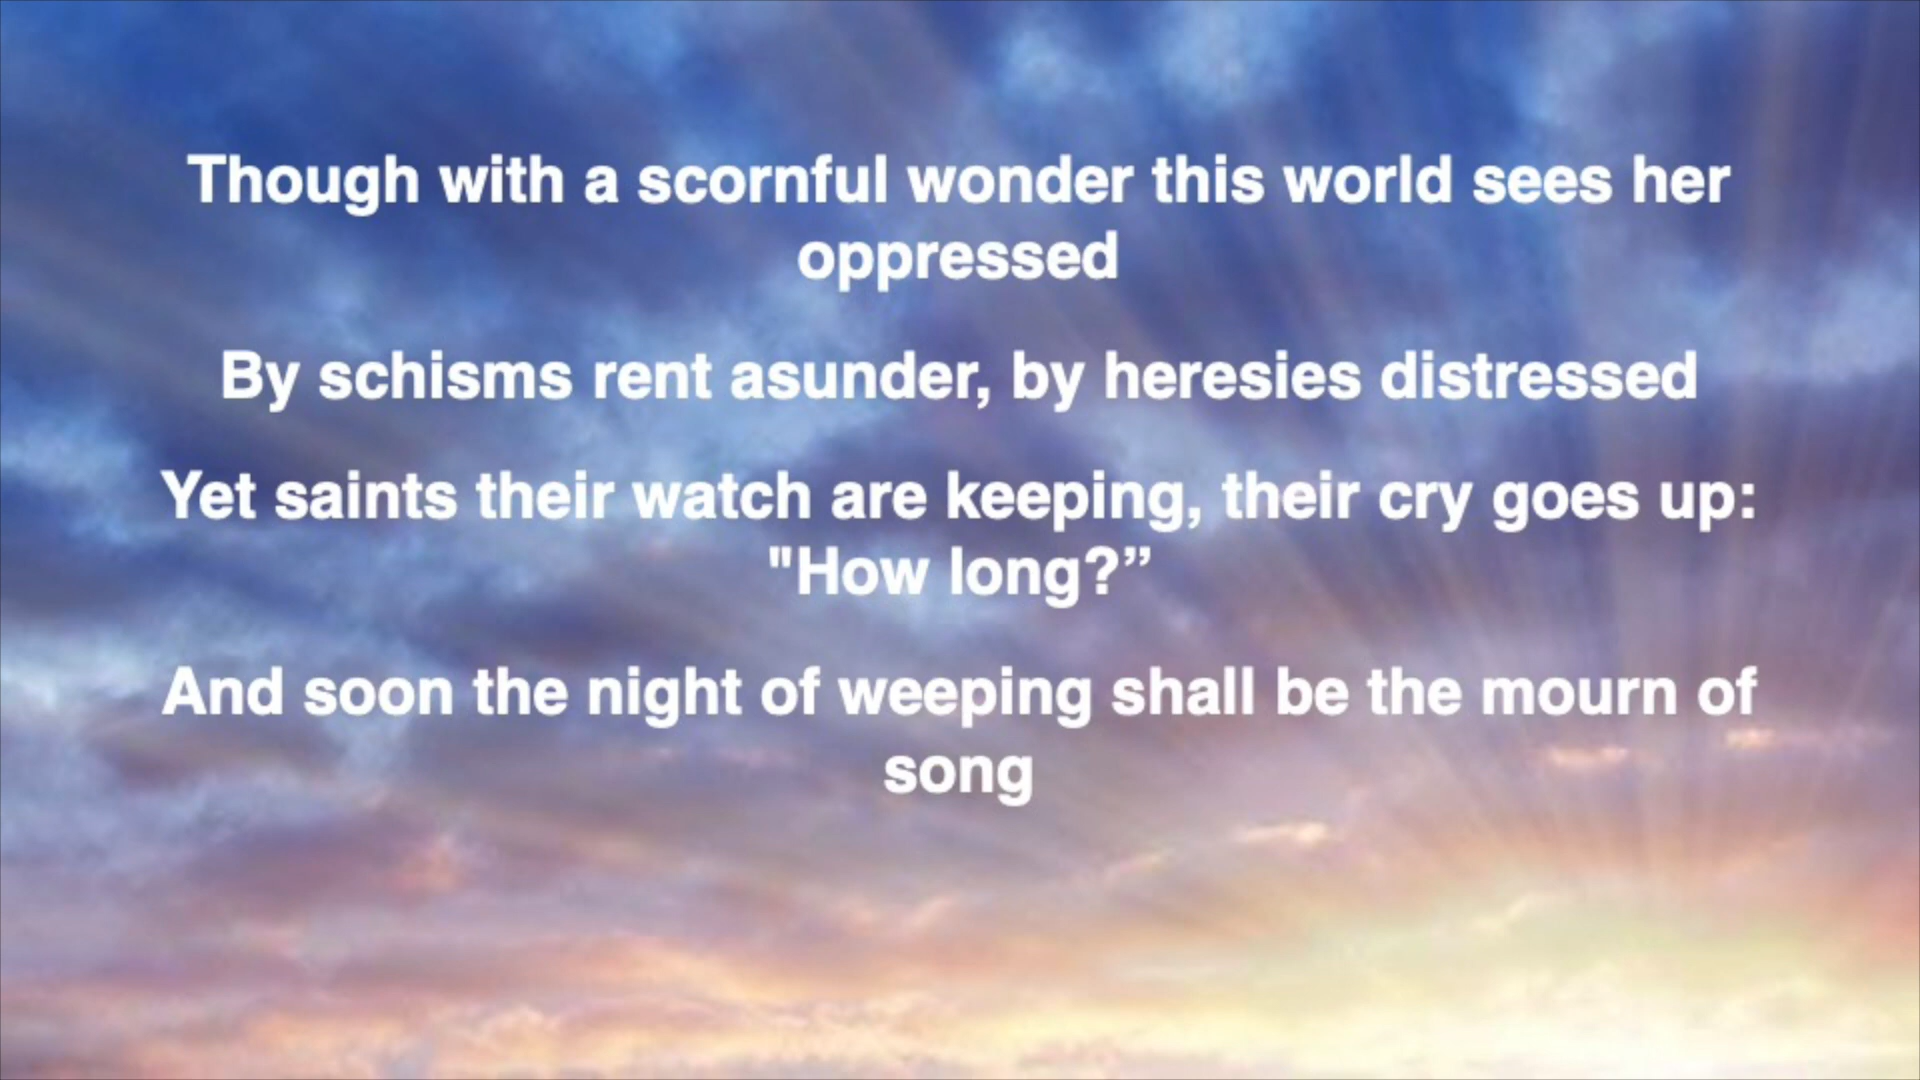 Though with a scornful wonder this world sees her
oppressed
By schisms rent asunder, by heresies distressed
Yet saints their watch are keeping, their cry goes up:
"How long?”
And soon the night of weeping shall be the mourn of
song